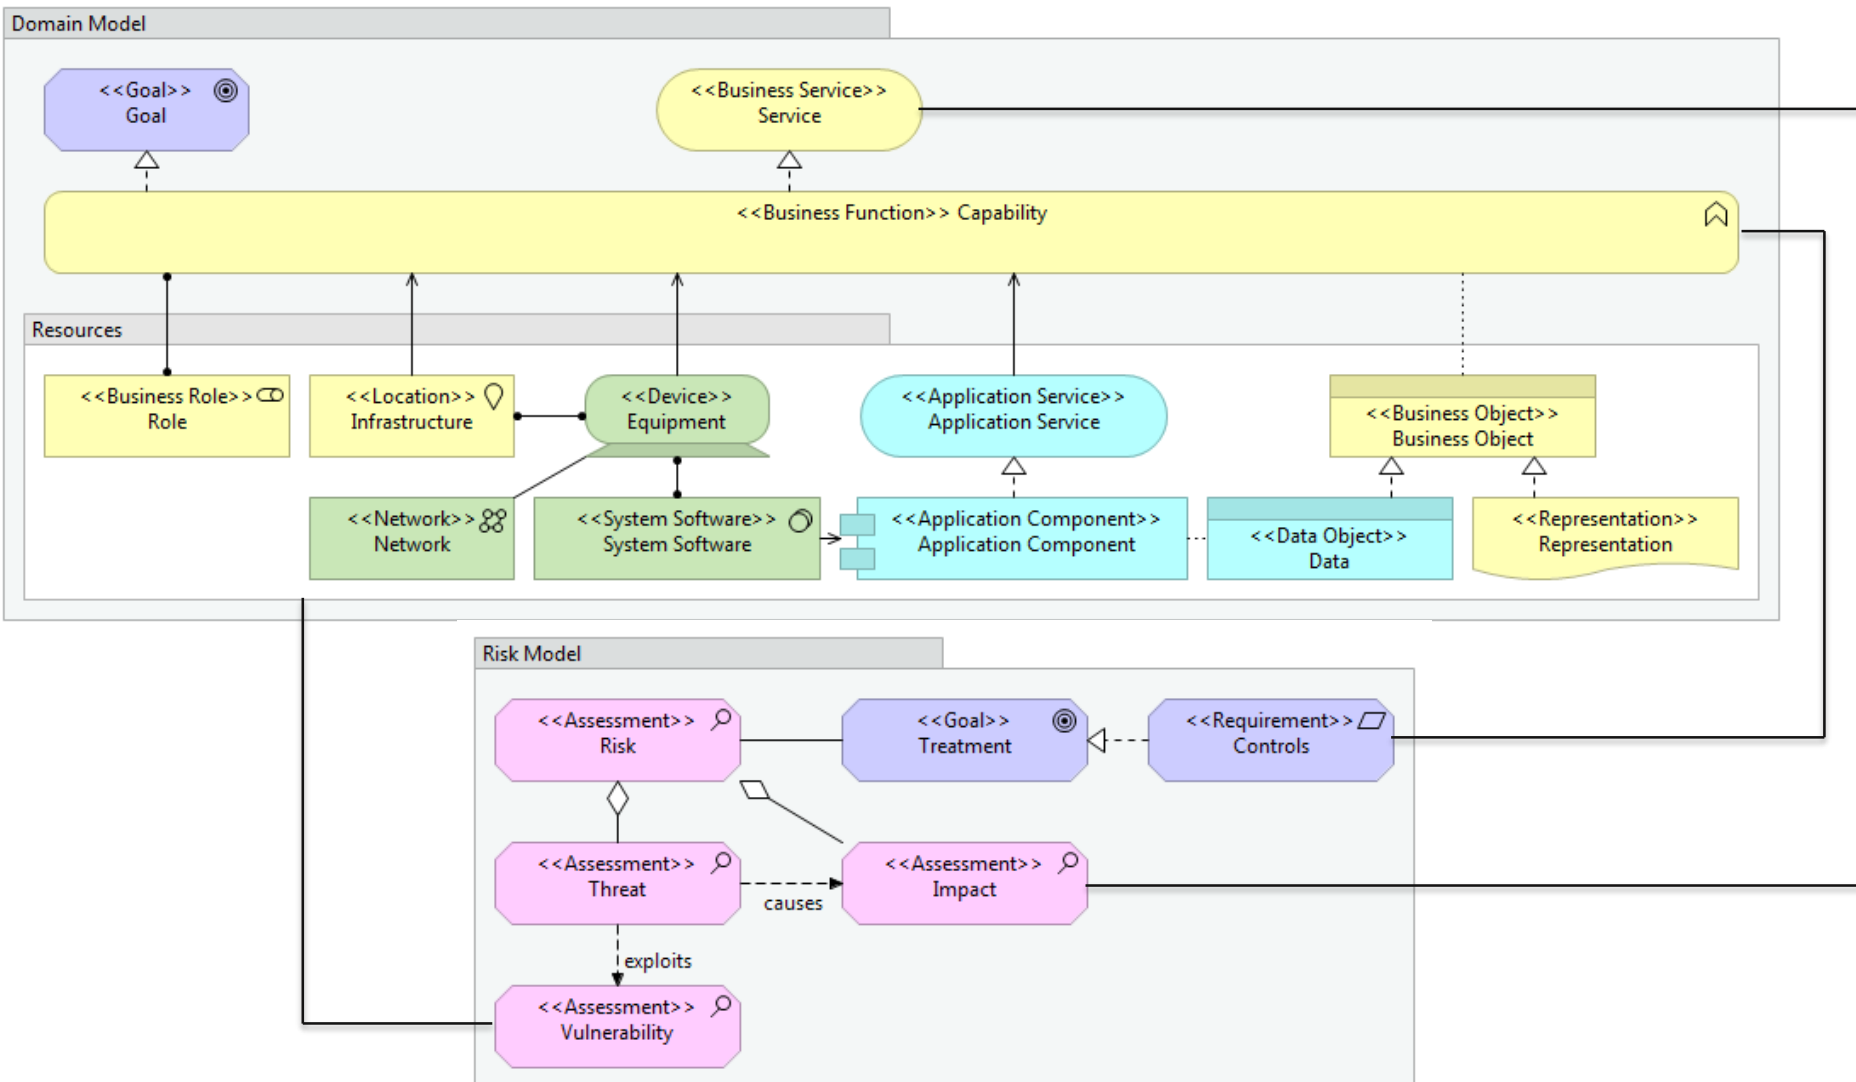 Domain Model
<<Goal>>
Goal
<<Business Service>>
Service
<<Business Function>> Capability
Resources
<<Business Role>>
Role
<<Location>>
Infrastructure
<<Device>>
Equipment
<<Application Service>>
Application Service
<<Business Object>>
Business Object
<<Network>>
Network
<<System Software>>
System Software
<<Application Component>>
Application Component
<<Data Object>>
Data
<<Representation>>
Representation
Risk Model
<<Assessment>>
Risk
<<Goal>>
Treatment
<<Requirement>>
Controls
<<Assessment>>
Threat
causes
<<Assessment>>
Impact
exploits
<<Assessment>>
Vulnerability